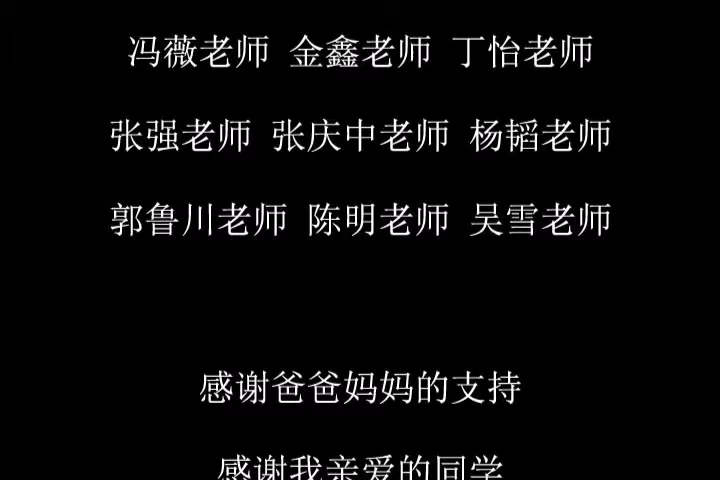 冯薇老师 金鑫老师 丁怡老师
张强老师 张庆中老师 杨韬老师
郭鲁川老师 陈明老师 吴雪老师
感谢爸爸妈妈的支持
感谢我亲爱的同学